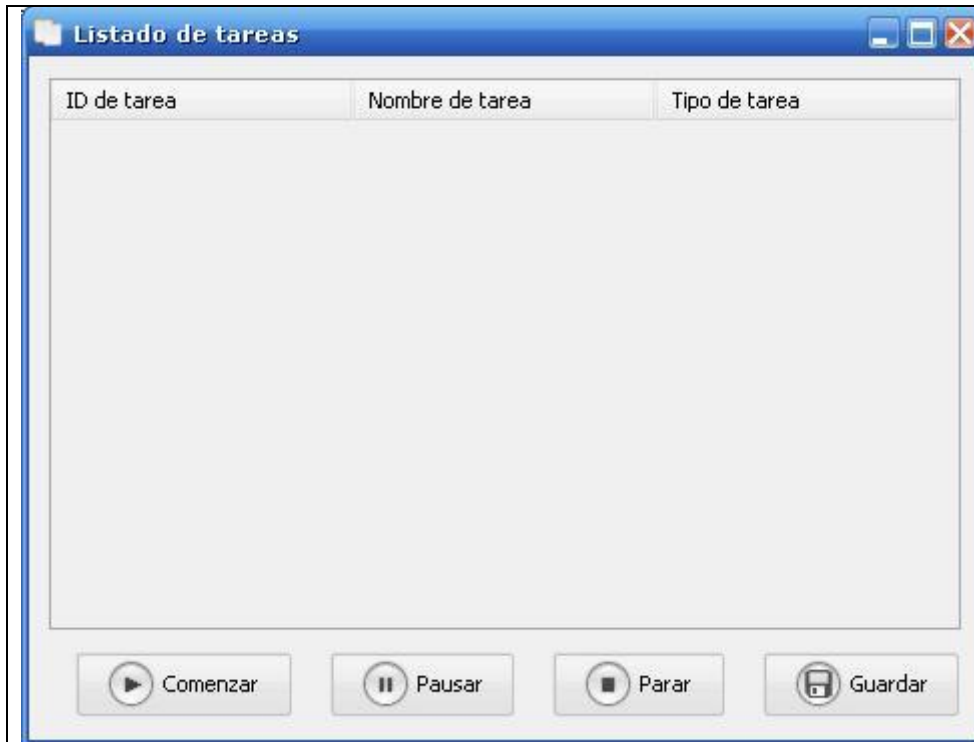 Listado de tareas
ID de tarea Nombre de tarea Tipo de tarea
Comenzar Pausar Parar Guardar